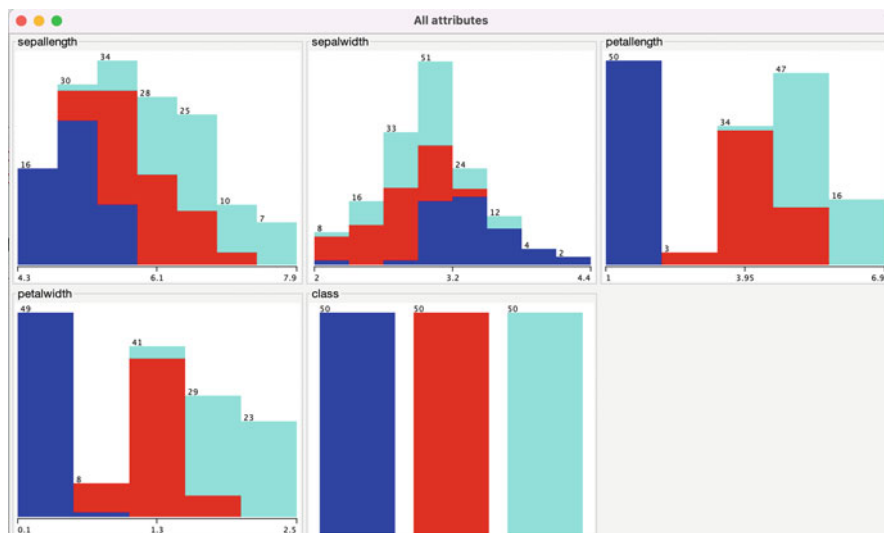 All attributes
sepallength
16
30
34
28
25
10
7
4.3 6.1 7.9
sepalwidth
8
16
33
51
24
12
4
2
2 3.2 4.4
petallength
50
3
34
47
16
1 3.95 6.9
petalwidth
49
8
41
29
23
0.1 1.3 2.5
class
50 50 50